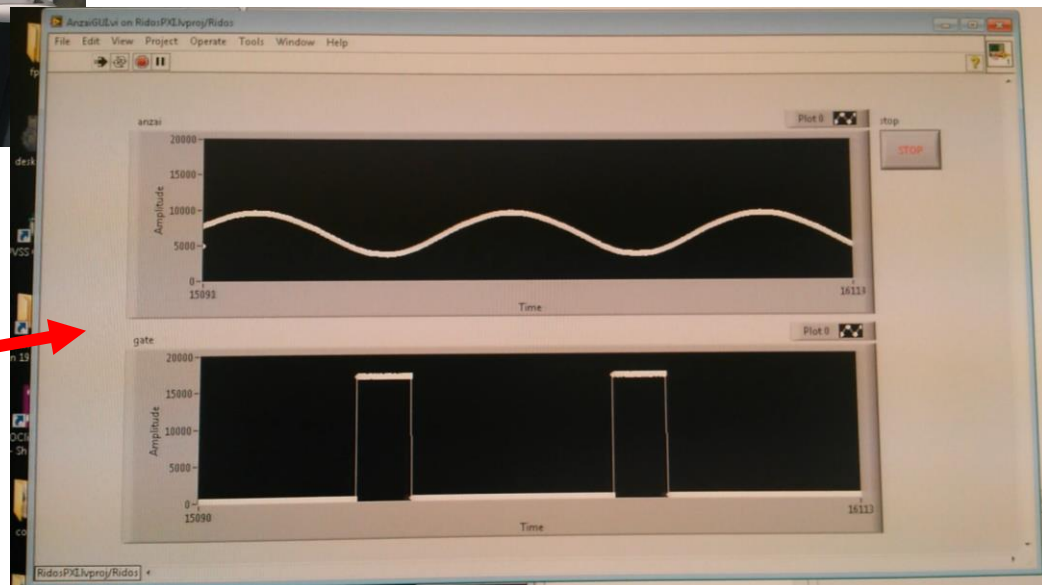 AnzaiGUI.vi on RidosPXI.lvproj/Ridos
File Edit View Project Operate Tools Window Help
anzai
Plot 0
stop
STOP
20000
15000
10000
5000
0
Amplitude
15093
16113
Time
gate
Plot 0
20000
15000
10000
5000
0
Amplitude
15090
16113
Time
RidosPXI.lvproj/Ridos